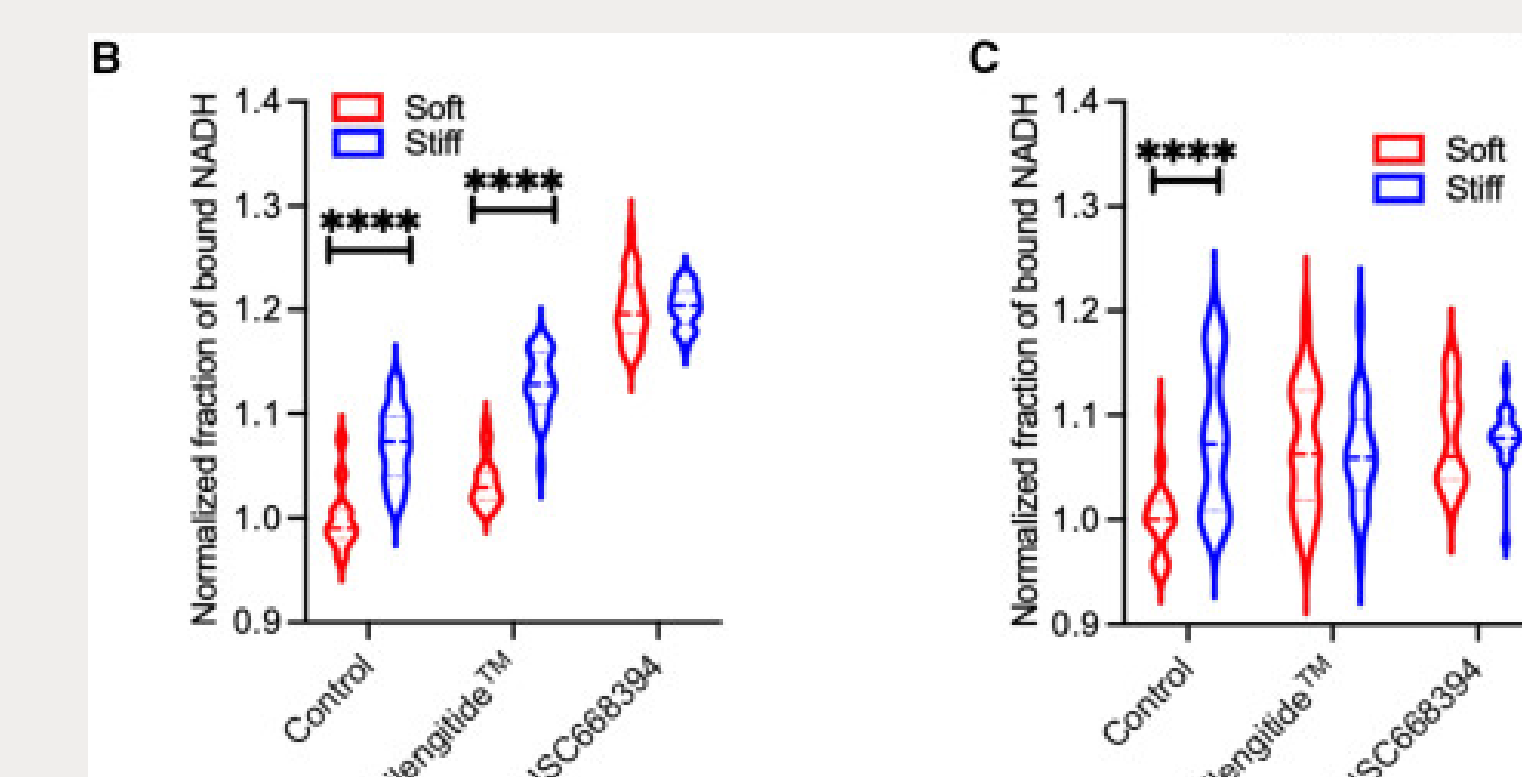 B
Soft
Stiff
****
****
Normalized fraction of bound NADH
1.4
1.3
1.2
1.1
1.0
0.9
Control
C
Soft
Stiff
****
Normalized fraction of bound NADH
1.4
1.3
1.2
1.1
1.0
0.9
Control